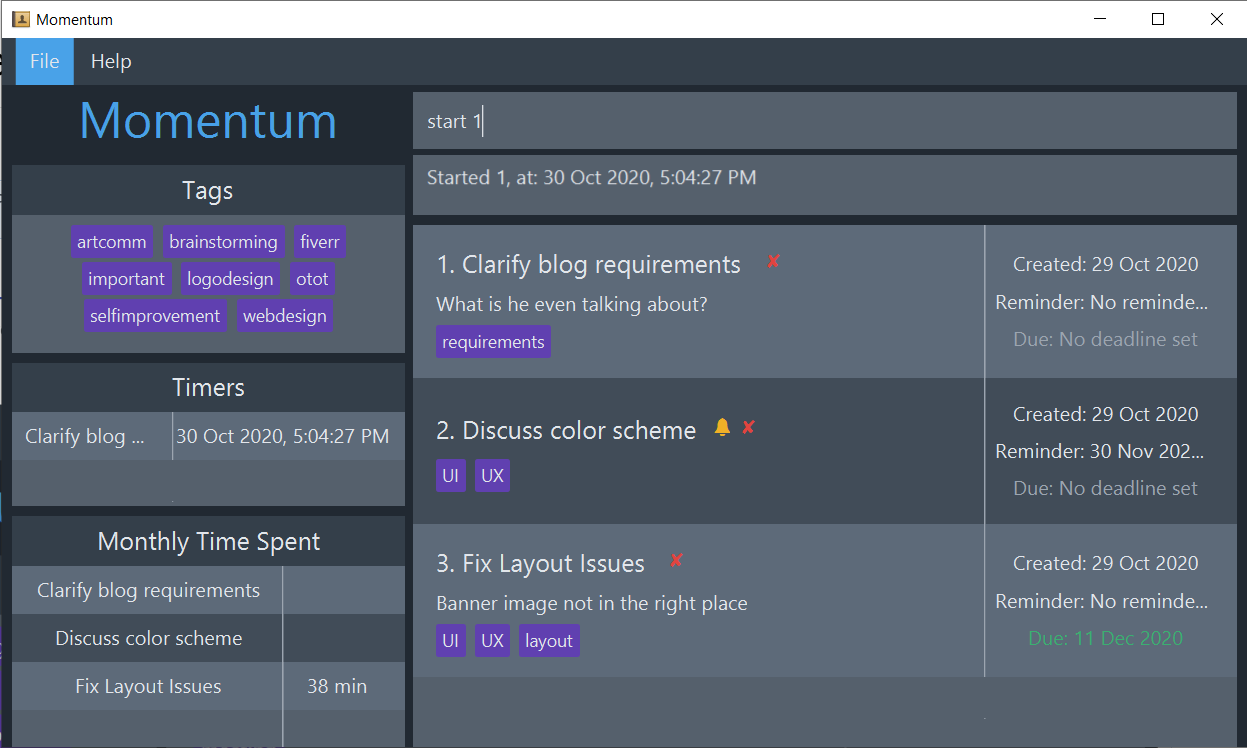 Momentum
File Help
Momentum
start 1
Started 1, at: 30 Oct 2020, 5:04:27 PM
Tags
artcomm brainstorming fiverr
important logodesign otot
selfimprovement webdesign
Timers
Clarify blog ... 30 Oct 2020, 5:04:27 PM
Monthly Time Spent
Clarify blog requirements
Discuss color scheme
Fix Layout Issues 38 min
1. Clarify blog requirements ✘
What is he even talking about?
requirements
Created: 29 Oct 2020
Reminder: No reminde...
Due: No deadline set
2. Discuss color scheme 🔔 ✘
UI UX
Created: 29 Oct 2020
Reminder: 30 Nov 202...
Due: No deadline set
3. Fix Layout Issues ✘
Banner image not in the right place
UI UX layout
Created: 29 Oct 2020
Reminder: No reminde...
Due: 11 Dec 2020